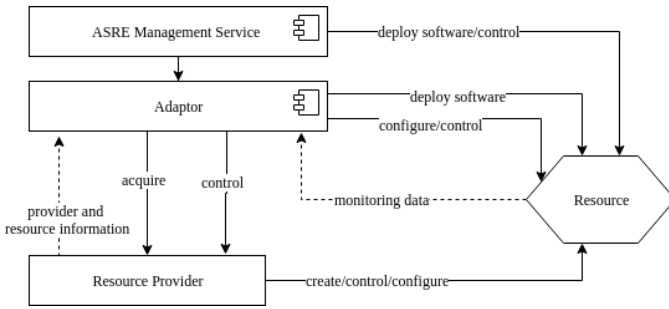 ASRE Management Service
deploy software/control
Adaptor
deploy software
configure/control
acquire
control
provider and
resource information
monitoring data
Resource
Resource Provider
create/control/configure